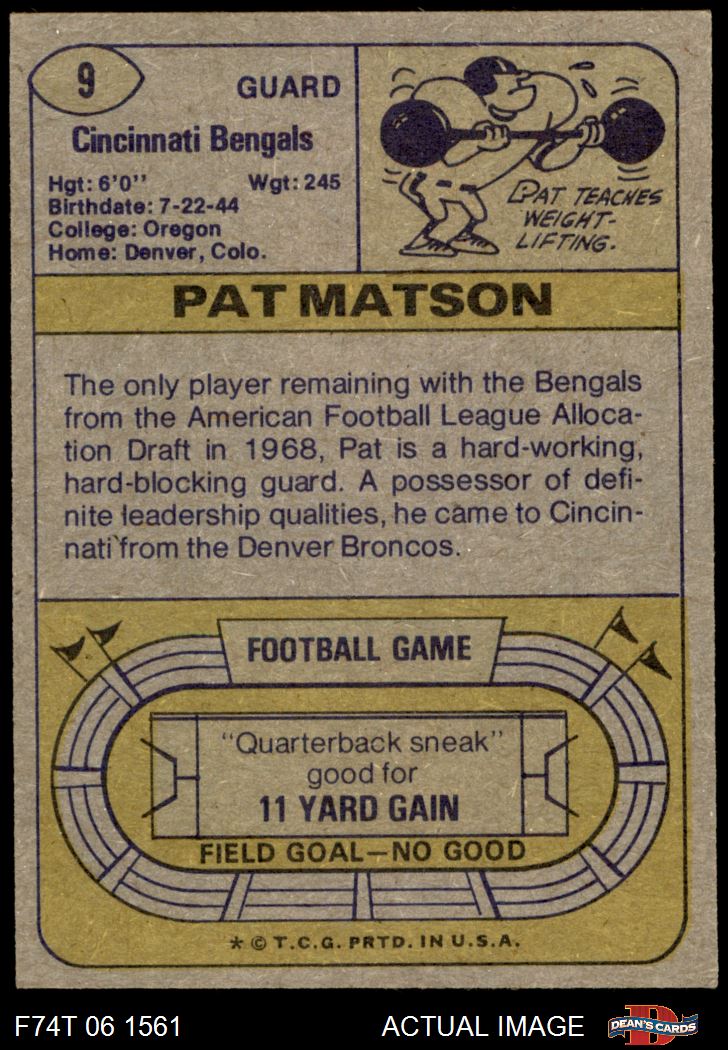 9
GUARD
Cincinnati Bengals
Hgt: 6'0'' Wgt: 245
Birthdate: 7-22-44
College: Oregon
Home: Denver, Colo.
PAT TEACHES
WEIGHT-
LIFTING.
PAT MATSON
The only player remaining with the Bengals
from the American Football League Alloca-
tion Draft in 1968, Pat is a hard-working,
hard-blocking guard. A possessor of defi-
nite leadership qualities, he came to Cincin-
nati from the Denver Broncos.
FOOTBALL GAME
"Quarterback sneak"
good for
11 YARD GAIN
FIELD GOAL—NO GOOD
* © T.C.G. PRTD. IN U.S.A.
F74T 06 1561 ACTUAL IMAGE
D
DEAN'S CARDS